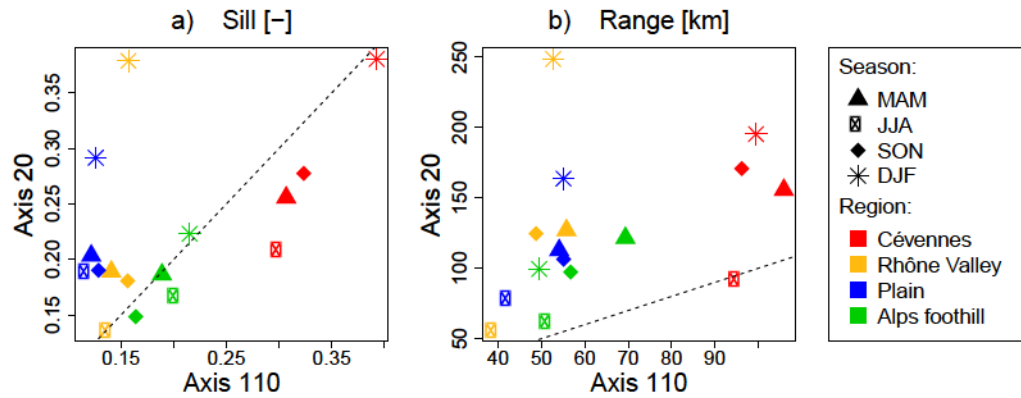 a) Sill [−]
b) Range [km]
Axis 20
0.15 0.20 0.25 0.30 0.35
0.15 0.25 0.35
Axis 110
Axis 20
50 100 150 200 250
40 50 60 70 80 90
Axis 110
Season:
MAM
JJA
SON
DJF
Region:
Cévennes
Rhône Valley
Plain
Alps foothill